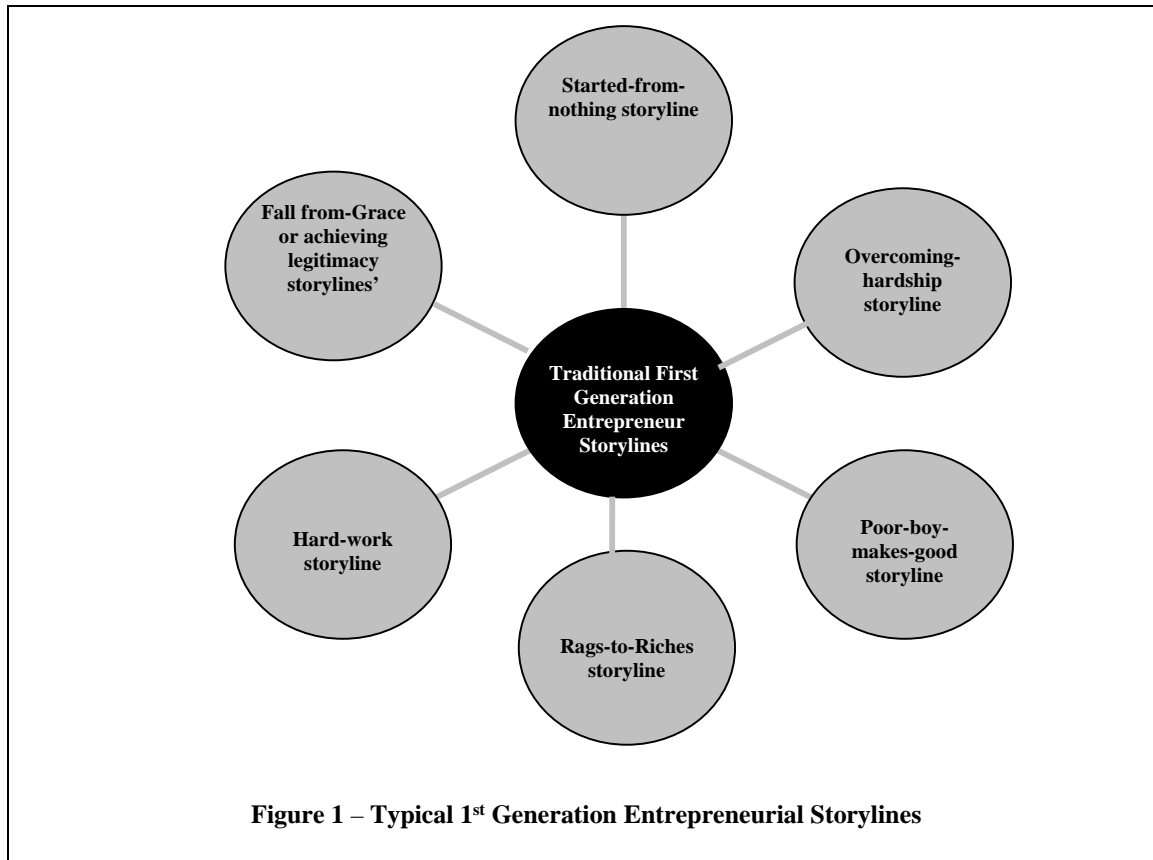 Started-from-
nothing storyline
Fall from-Grace
or achieving
legitimacy
storylines’
Overcoming-
hardship
storyline
Traditional First
Generation
Entrepreneur
Storylines
Hard-work
storyline
Poor-boy-
makes-good
storyline
Rags-to-Riches
storyline
Figure 1 – Typical 1st Generation Entrepreneurial Storylines